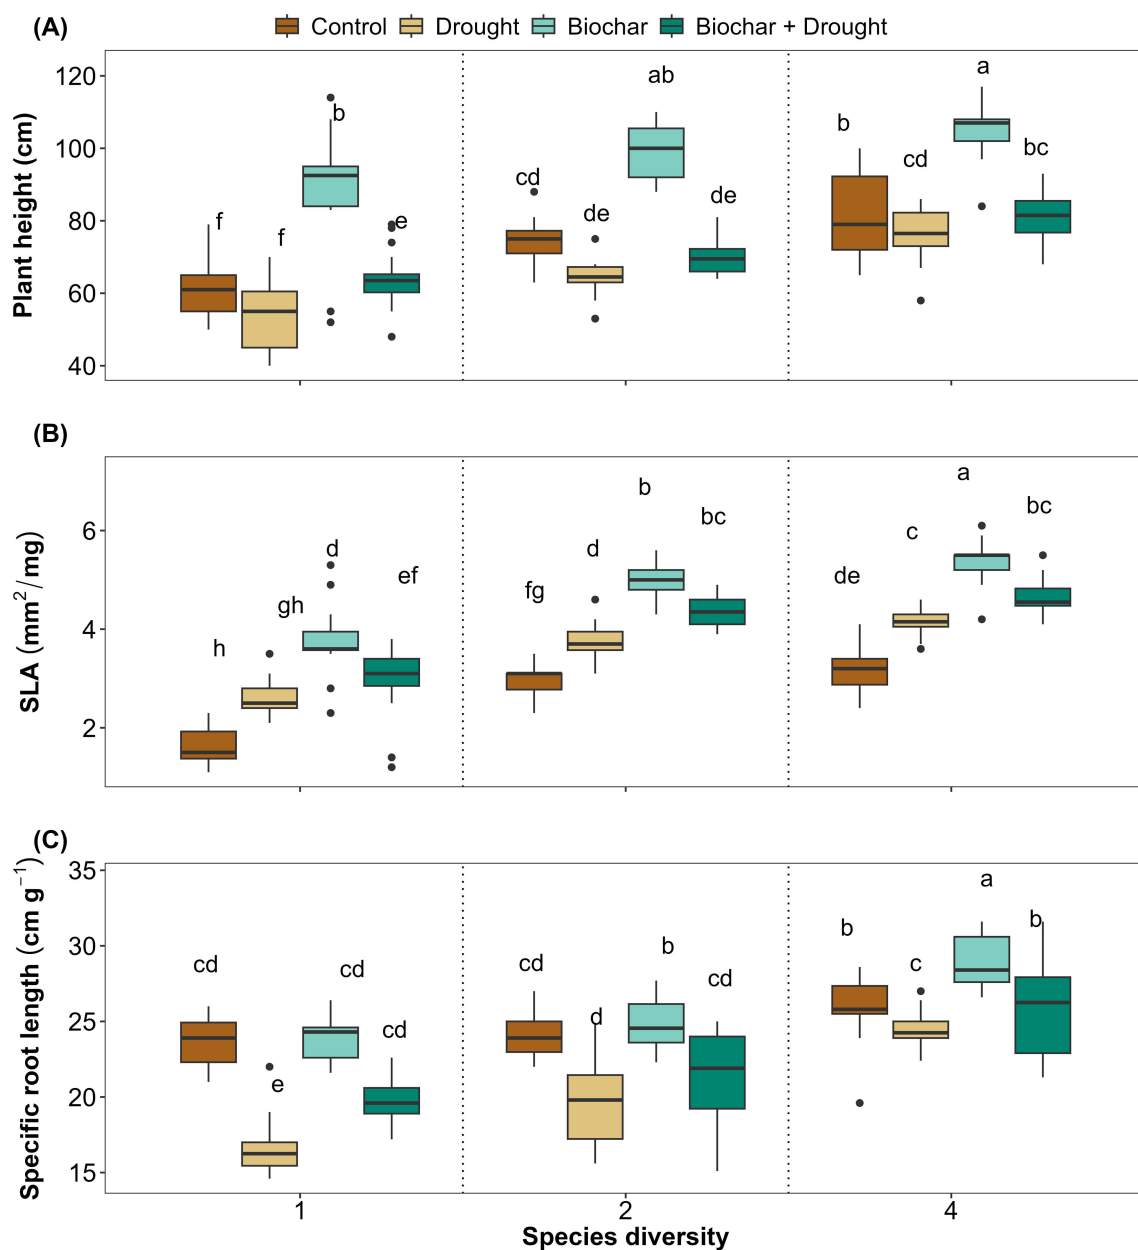 (A)
Control Drought Biochar Biochar + Drought
Plant height (cm)
120
100
80
60
40
f f b e
cd de ab de
b cd a bc
(B)
SLA (mm²/mg)
6
4
2
h gh d ef
fg d b bc
de c a bc
(C)
Specific root length (cm g⁻¹)
35
30
25
20
15
cd e cd cd
cd d b cd
b c a b
1 2 4
Species diversity